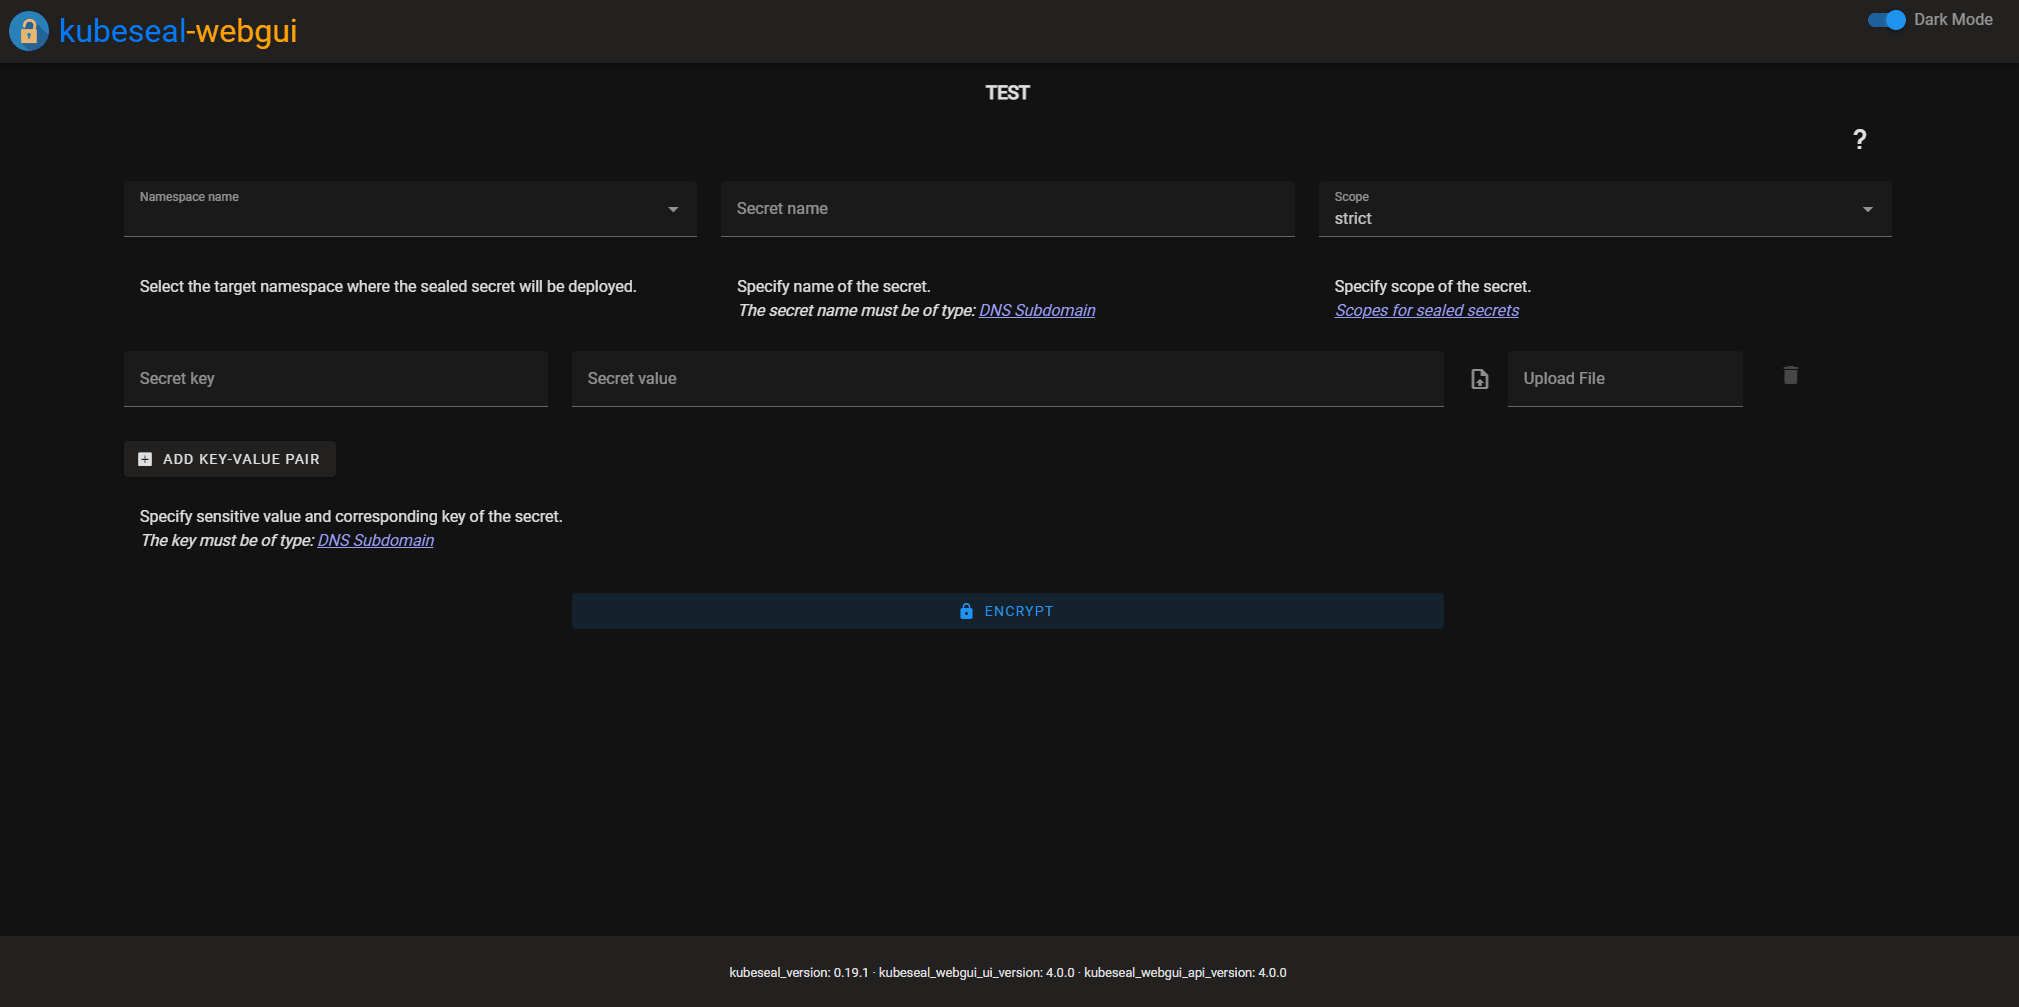 kubeseal-webgui
Dark Mode
TEST
?
Namespace name
Secret name
Scope
strict
Select the target namespace where the sealed secret will be deployed.
Specify name of the secret.
The secret name must be of type: DNS Subdomain
Specify scope of the secret.
Scopes for sealed secrets
Secret key
Secret value
Upload File
ADD KEY-VALUE PAIR
Specify sensitive value and corresponding key of the secret.
The key must be of type: DNS Subdomain
ENCRYPT
kubeseal_version: 0.19.1 · kubeseal_webgui_ui_version: 4.0.0 · kubeseal_webgui_api_version: 4.0.0